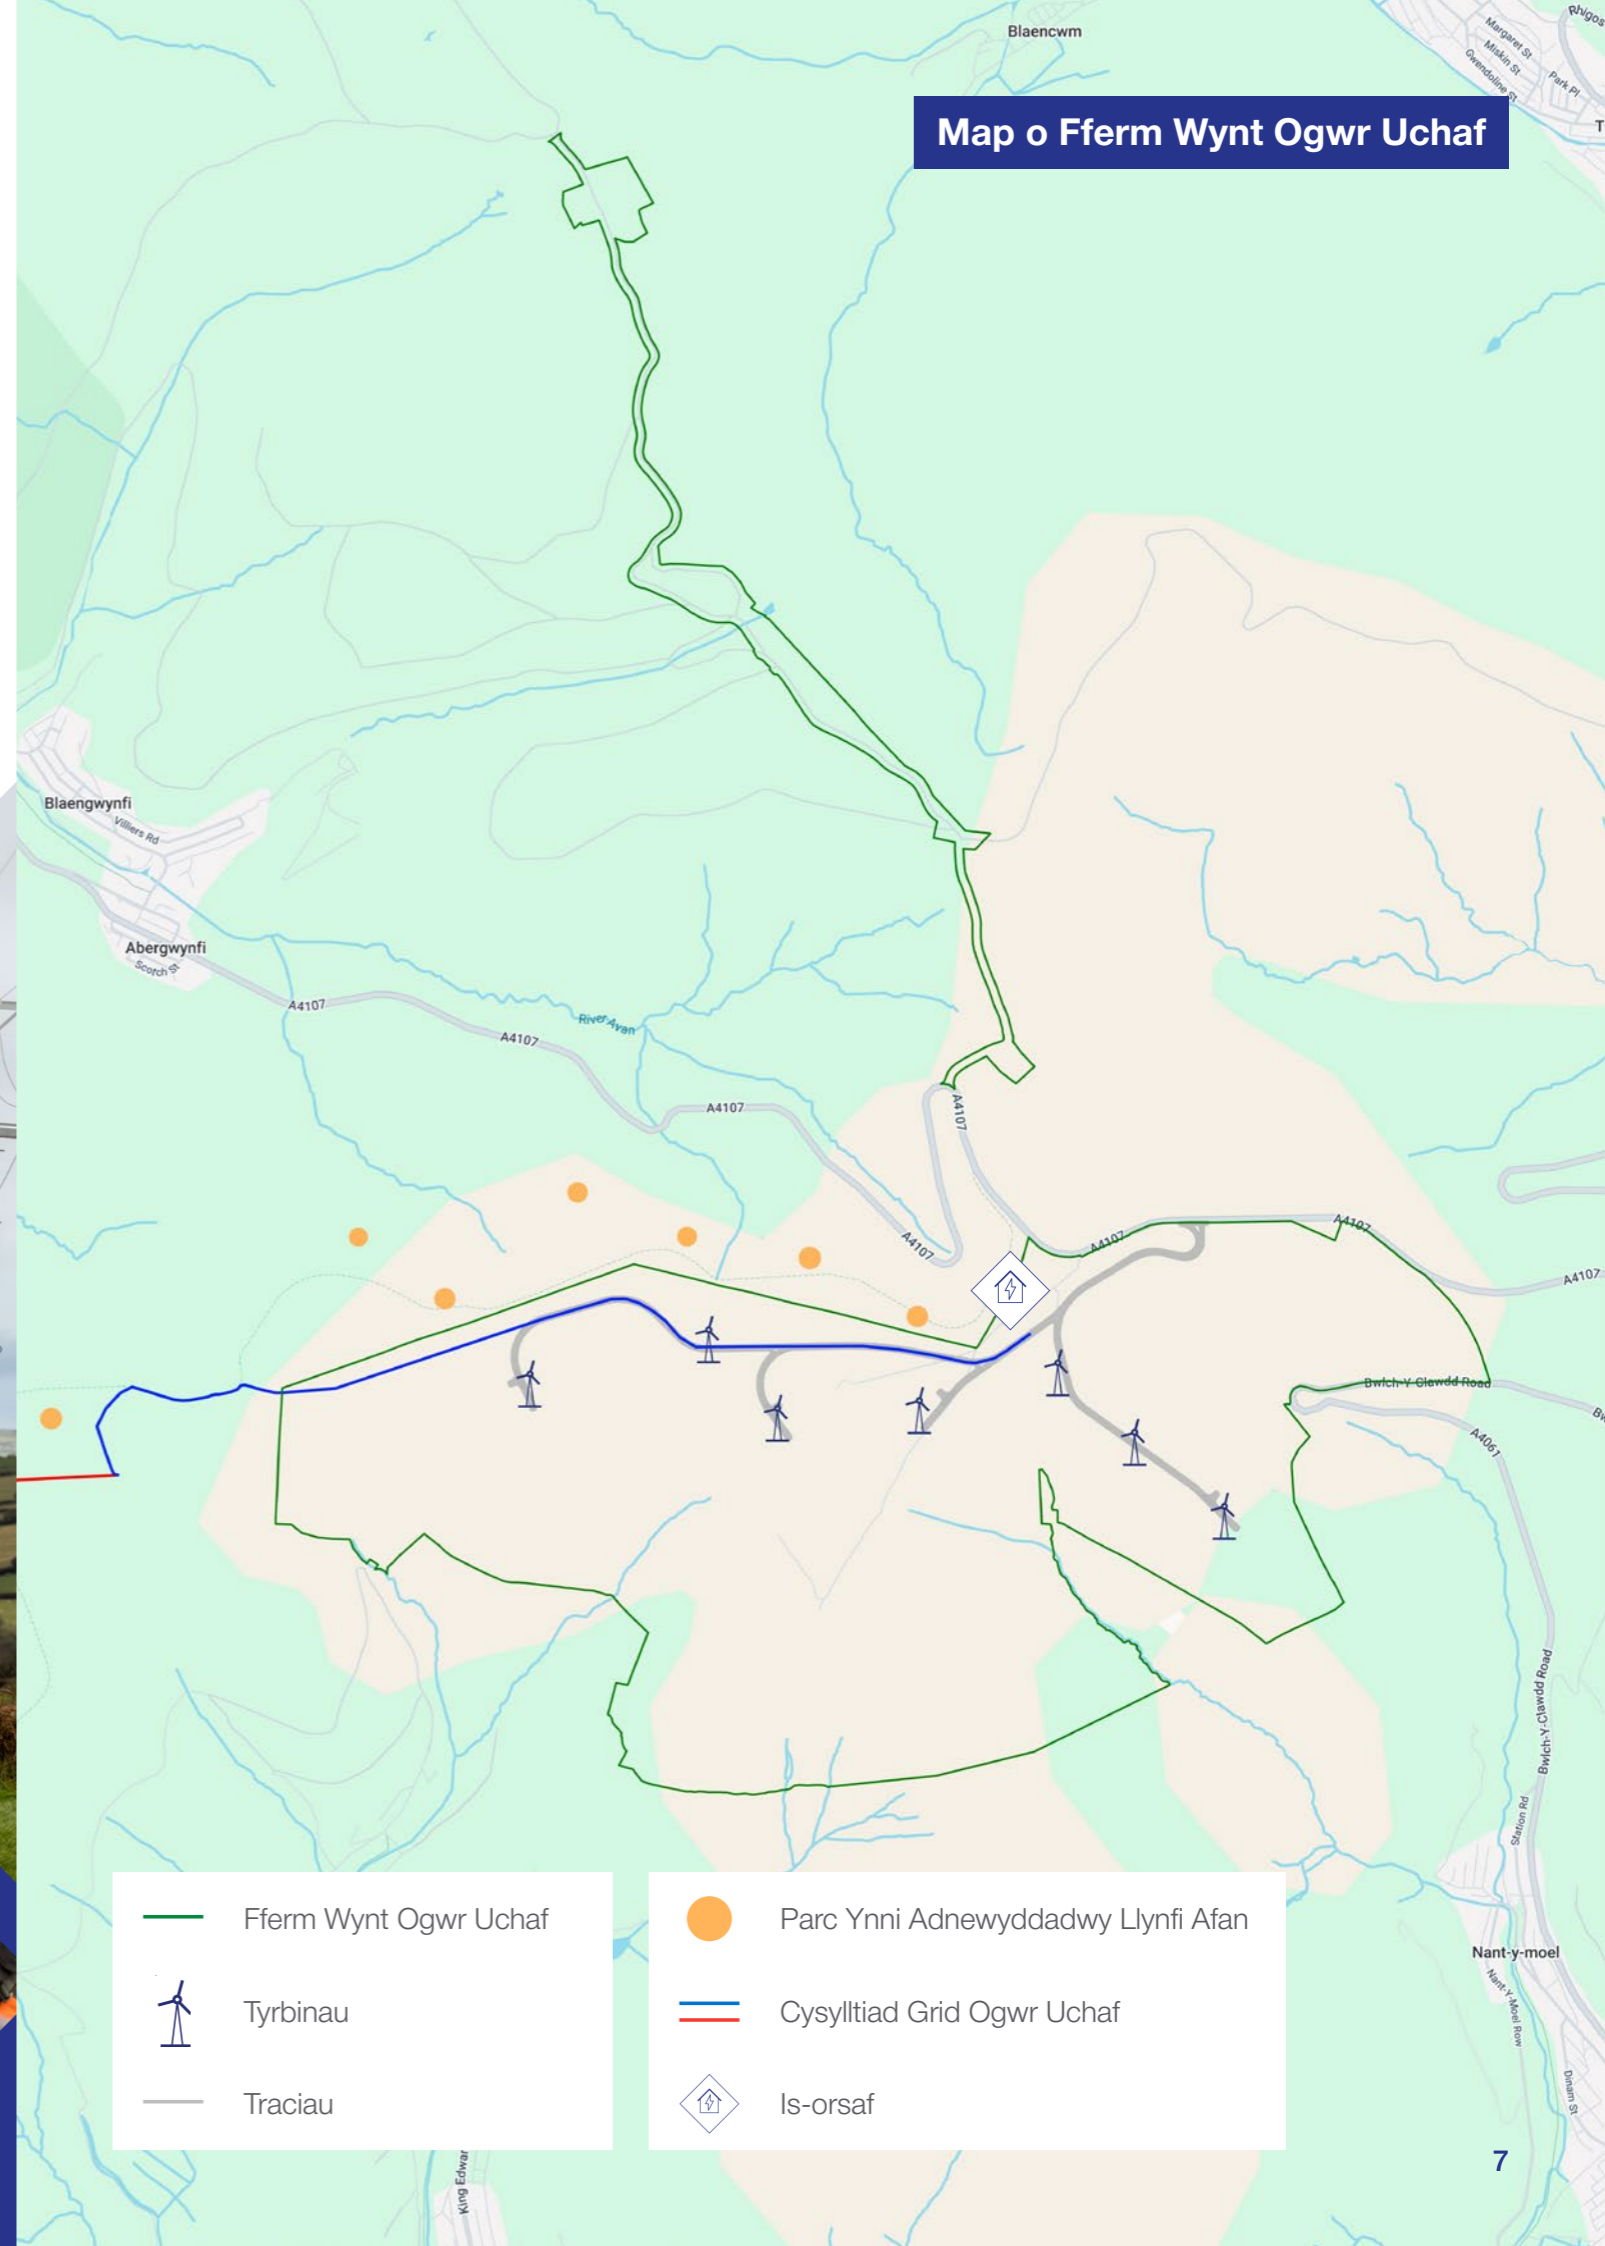 Blaencwm
Rhigos
Margaret St
Miskin St
Gwendoline St
Park Pl
Map o Fferm Wynt Ogwr Uchaf
Blaengwynfi
Villiers Rd
Abergwynfi
Scotch St
A4107
River Avan
A4107
A4107
A4107
A4107
A4107
A4107
A4107
Bwlch-Y-Clawdd Road
A4061
Bwlch-Y-Clawdd Road
Station Rd
Fferm Wynt Ogwr Uchaf
Tyrbinau
Traciau
Parc Ynni Adnewyddadwy Llynfi Afan
Cysylltiad Grid Ogwr Uchaf
Is-orsaf
Nant-y-moel
Nant-Y-Moel Row
Dinam St
King Edwar
7